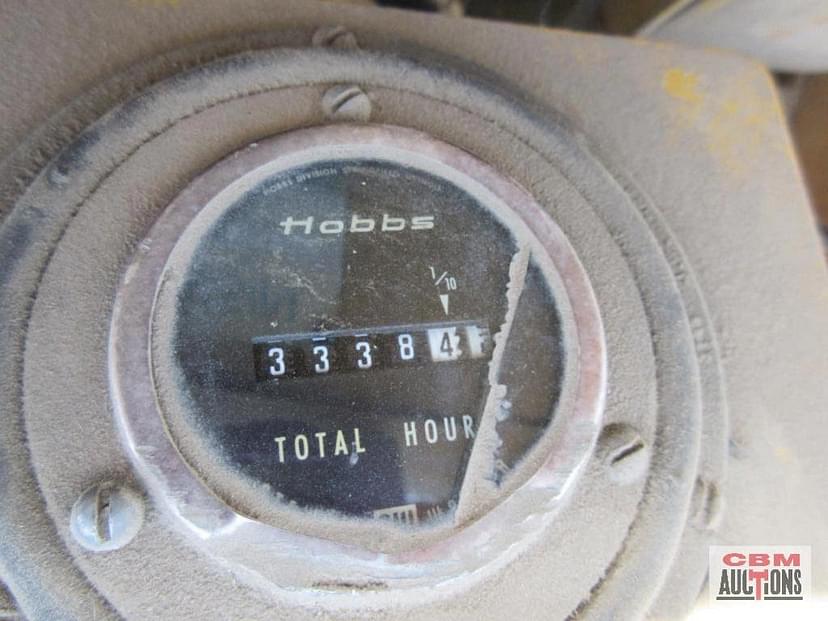 Hobbs
1/10
3 3 3 8 4
TOTAL HOUR
CBM
AUCTIONS